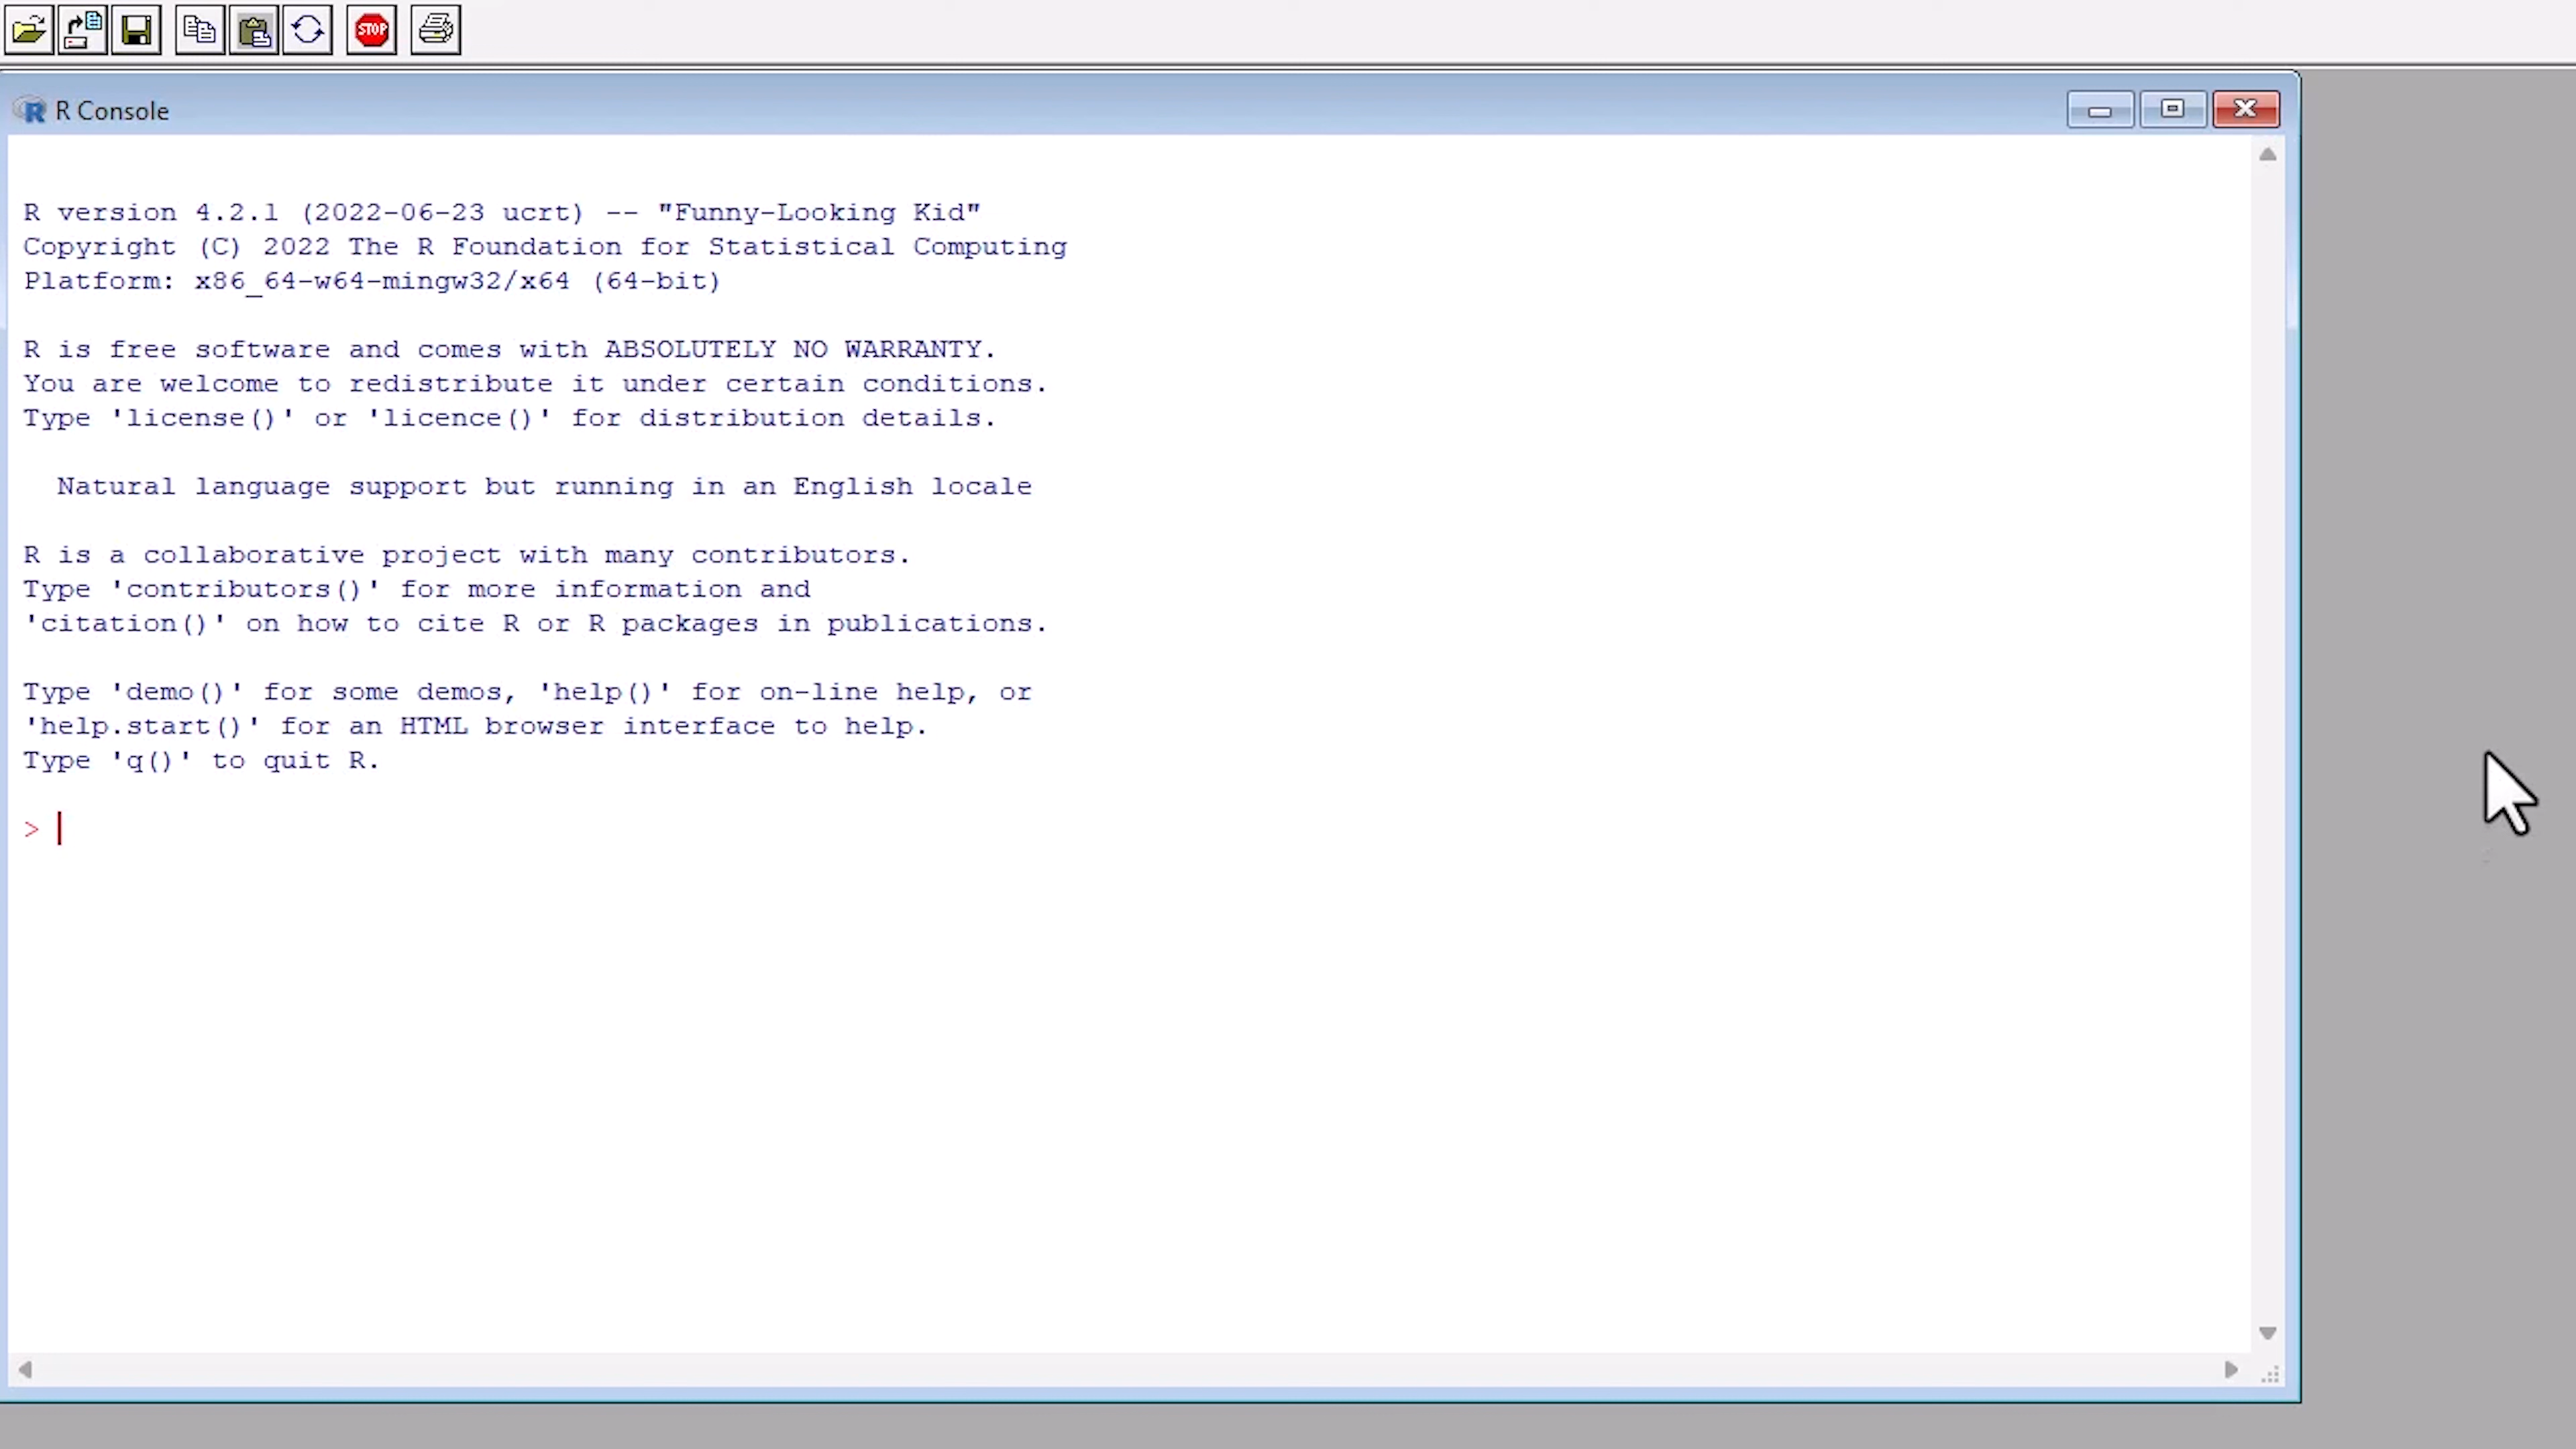 STOP
R Console
R version 4.2.1 (2022-06-23 ucrt) -- "Funny-Looking Kid"
Copyright (C) 2022 The R Foundation for Statistical Computing
Platform: x86_64-w64-mingw32/x64 (64-bit)
R is free software and comes with ABSOLUTELY NO WARRANTY.
You are welcome to redistribute it under certain conditions.
Type 'license()' or 'licence()' for distribution details.
Natural language support but running in an English locale
R is a collaborative project with many contributors.
Type 'contributors()' for more information and
'citation()' on how to cite R or R packages in publications.
Type 'demo()' for some demos, 'help()' for on-line help, or
'help.start()' for an HTML browser interface to help.
Type 'q()' to quit R.
>